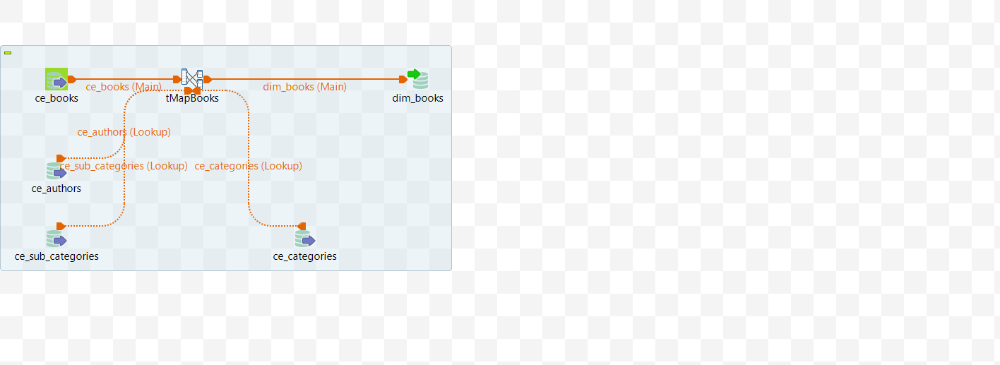 ce_books (Main)
dim_books (Main)
ce_books
tMapBooks
dim_books
ce_authors (Lookup)
ce_sub_categories (Lookup)
ce_categories (Lookup)
ce_authors
ce_sub_categories
ce_categories